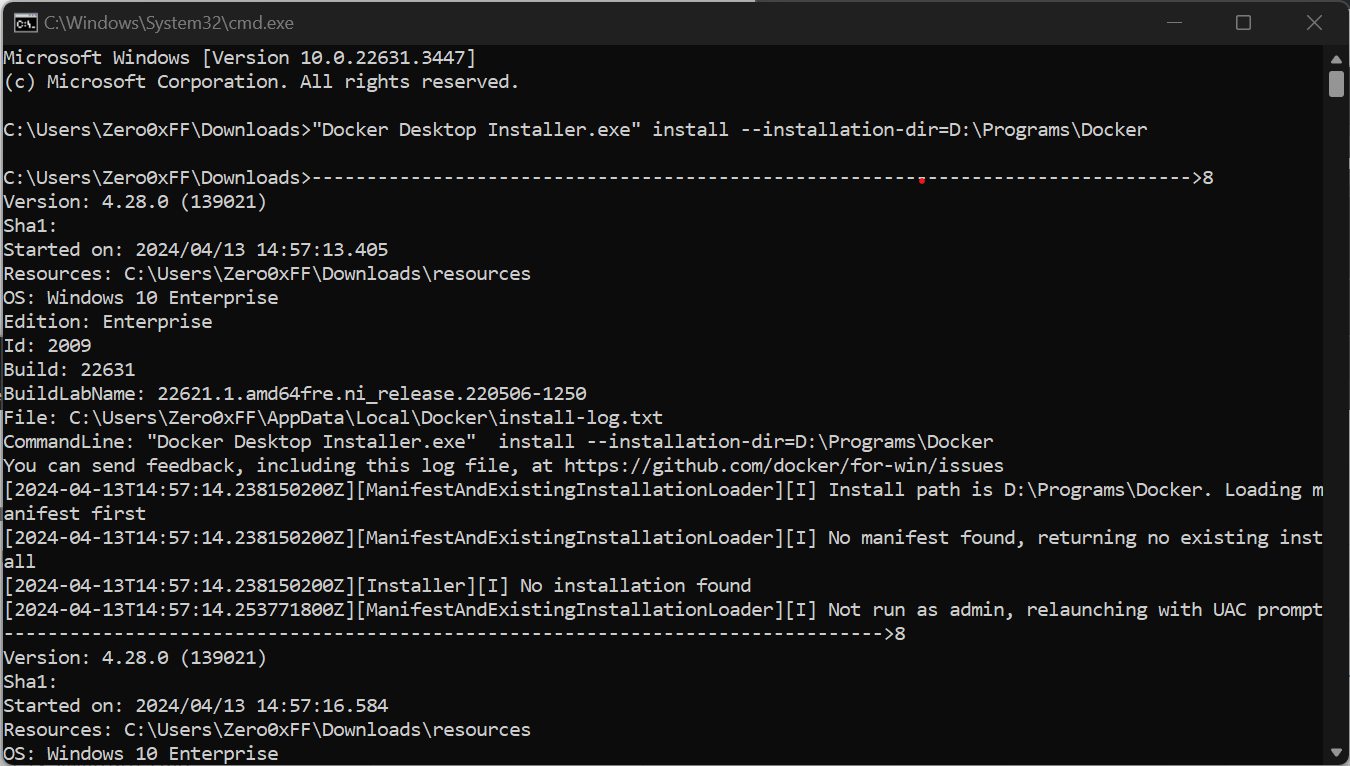 C:\Windows\System32\cmd.exe
Microsoft Windows [Version 10.0.22631.3447]
(c) Microsoft Corporation. All rights reserved.
C:\Users\Zero0xFF\Downloads>"Docker Desktop Installer.exe" install --installation-dir=D:\Programs\Docker
C:\Users\Zero0xFF\Downloads>-------------------------------------------------------------------------------->8
Version: 4.28.0 (139021)
Sha1:
Started on: 2024/04/13 14:57:13.405
Resources: C:\Users\Zero0xFF\Downloads\resources
OS: Windows 10 Enterprise
Edition: Enterprise
Id: 2009
Build: 22631
BuildLabName: 22621.1.amd64fre.ni_release.220506-1250
File: C:\Users\Zero0xFF\AppData\Local\Docker\install-log.txt
CommandLine: "Docker Desktop Installer.exe"  install --installation-dir=D:\Programs\Docker
You can send feedback, including this log file, at https://github.com/docker/for-win/issues
[2024-04-13T14:57:14.238150200Z][ManifestAndExistingInstallationLoader][I] Install path is D:\Programs\Docker. Loading m
anifest first
[2024-04-13T14:57:14.238150200Z][ManifestAndExistingInstallationLoader][I] No manifest found, returning no existing inst
all
[2024-04-13T14:57:14.238150200Z][Installer][I] No installation found
[2024-04-13T14:57:14.253771800Z][ManifestAndExistingInstallationLoader][I] Not run as admin, relaunching with UAC prompt
-------------------------------------------------------------------------------->8
Version: 4.28.0 (139021)
Sha1:
Started on: 2024/04/13 14:57:16.584
Resources: C:\Users\Zero0xFF\Downloads\resources
OS: Windows 10 Enterprise